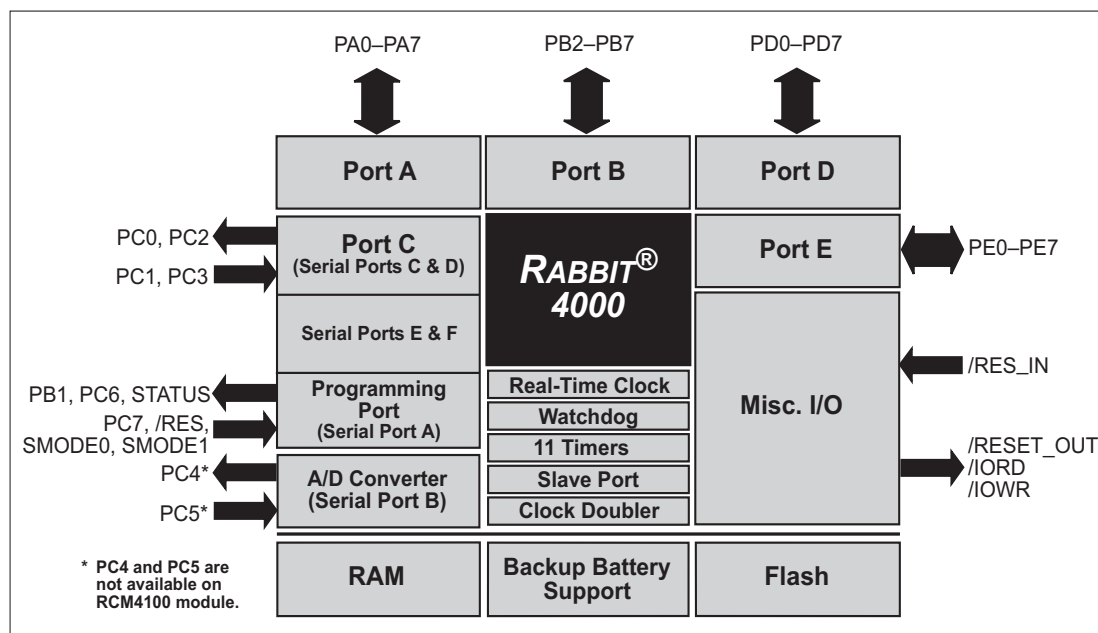 PA0–PA7
PB2–PB7
PD0–PD7
Port A
Port B
Port D
PC0, PC2
PC1, PC3
Port C
(Serial Ports C & D)
RABBIT®
4000
Port E
PE0–PE7
Serial Ports E & F
PB1, PC6, STATUS
PC7, /RES,
SMODE0, SMODE1
Programming
Port
(Serial Port A)
Real-Time Clock
Watchdog
11 Timers
Slave Port
Clock Doubler
Misc. I/O
/RES_IN
/RESET_OUT
/IORD
/IOWR
PC4*
PC5*
A/D Converter
(Serial Port B)
* PC4 and PC5 are
not available on
RCM4100 module.
RAM
Backup Battery
Support
Flash